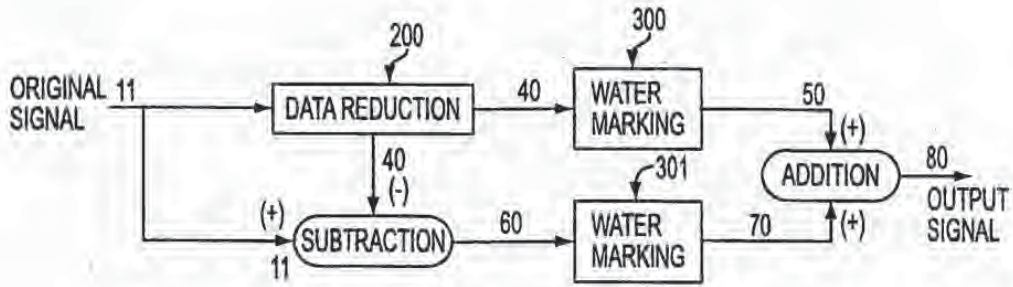 200
300
ORIGINAL
SIGNAL
11
DATA REDUCTION
40
WATER
MARKING
50
(+)
40
(-)
301
ADDITION
80
OUTPUT
SIGNAL
(+)
11
SUBTRACTION
60
WATER
MARKING
70
(+)